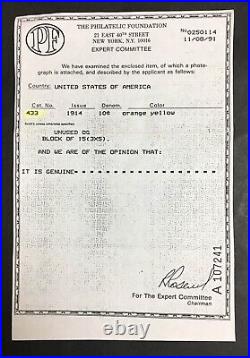 THE PHILATELIC FOUNDATION
21 EAST 40TH STREET
NEW YORK, N.Y. 10016
EXPERT COMMITTEE
PF
No 0250114
11/08/91
We have examined the enclosed item, of which a photo-
graph is attached, and described by the applicant as follows:
Country: UNITED STATES OF AMERICA
Cat. No. Issue Denom. Color
433 1914 10¢ orange yellow
UNUSED OG
BLOCK OF 15(3X5).
AND WE ARE OF THE OPINION THAT:
IT IS GENUINE
A 107241
For The Expert Committee
Chairman